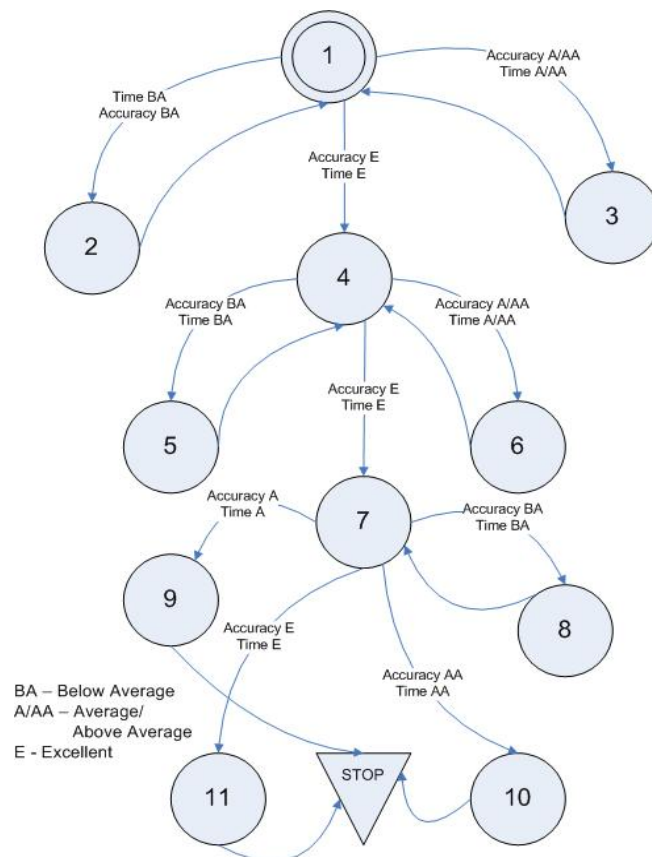 1
Accuracy A/AA
Time A/AA
Time BA
Accuracy BA
Accuracy E
Time E
2
3
4
Accuracy BA
Time BA
Accuracy A/AA
Time A/AA
Accuracy E
Time E
5
6
Accuracy A
Time A
7
Accuracy BA
Time BA
9
8
Accuracy E
Time E
Accuracy AA
Time AA
BA – Below Average
A/AA – Average/
Above Average
E - Excellent
11
STOP
10